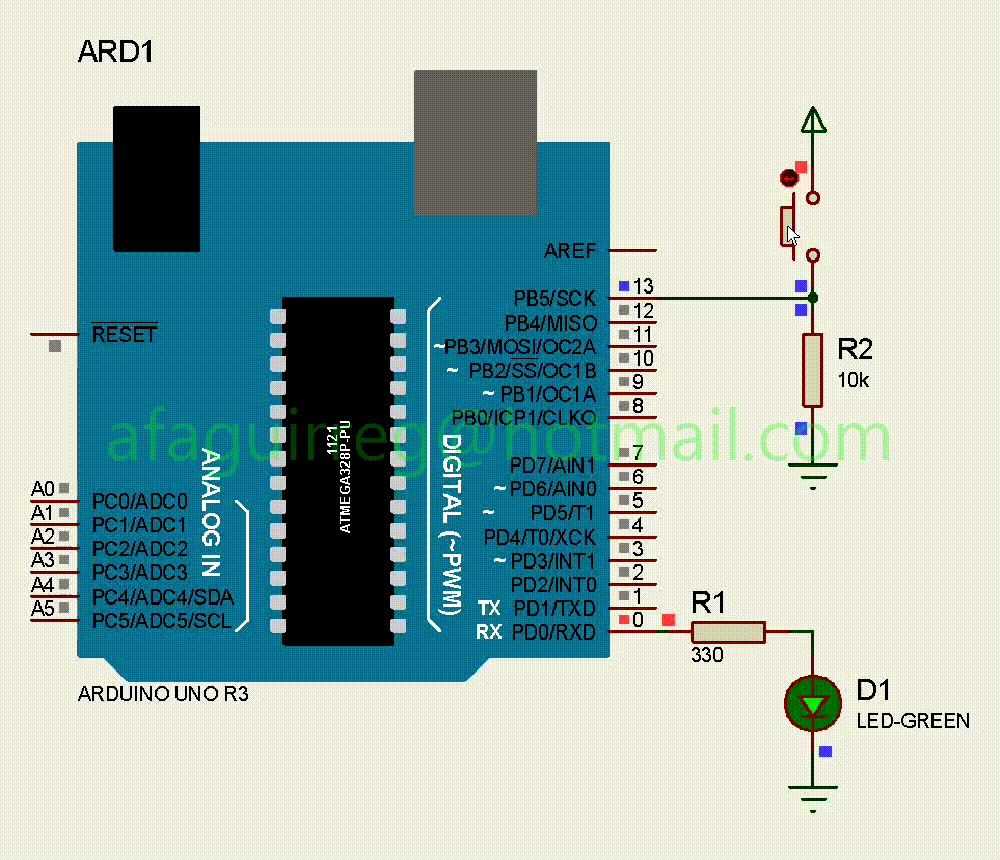 ARD1
AREF
PB5/SCK
13
PB4/MISO
12
~PB3/MOSI/OC2A
11
~ PB2/SS/OC1B
10
~ PB1/OC1A
9
PB0/ICP1/CLKO
8
PD7/AIN1
7
~ PD6/AIN0
6
~ PD5/T1
5
PD4/T0/XCK
4
~ PD3/INT1
3
PD2/INT0
2
TX PD1/TXD
1
RX PD0/RXD
0
RESET
A0
PC0/ADC0
A1
PC1/ADC1
A2
PC2/ADC2
A3
PC3/ADC3
A4
PC4/ADC4/SDA
A5
PC5/ADC5/SCL
ANALOG IN
1121
ATMEGA328P-PU
DIGITAL (~PWM)
ARDUINO UNO R3
R2
10k
R1
330
D1
LED-GREEN
afaguirreg@hotmail.com